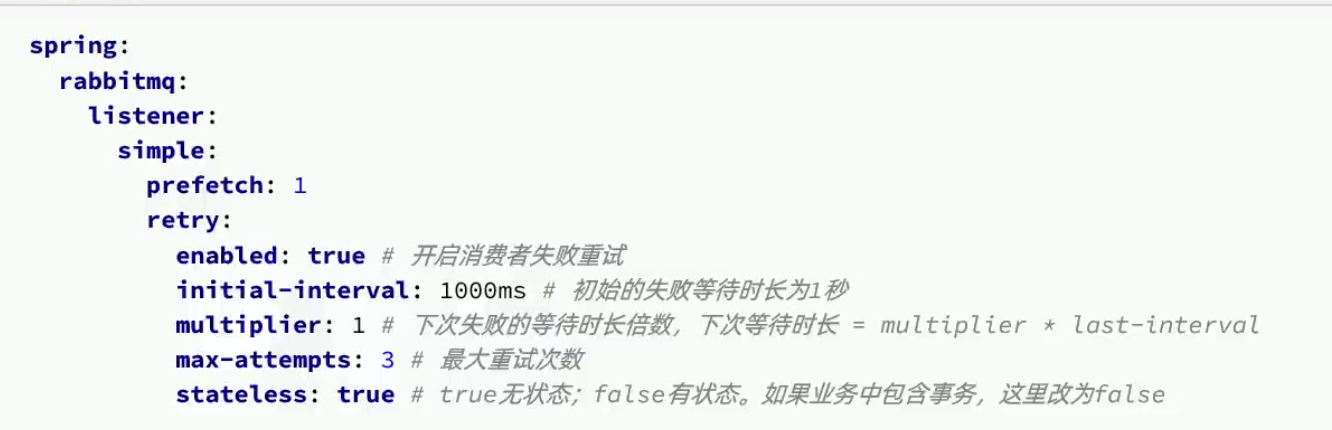 spring:
rabbitmq:
listener:
simple:
prefetch: 1
retry:
enabled: true # 开启消费者失败重试
initial-interval: 1000ms # 初始的失败等待时长为1秒
multiplier: 1 # 下次失败的等待时长倍数，下次等待时长 = multiplier * last-interval
max-attempts: 3 # 最大重试次数
stateless: true # true无状态；false有状态。如果业务中包含事务，这里改为false